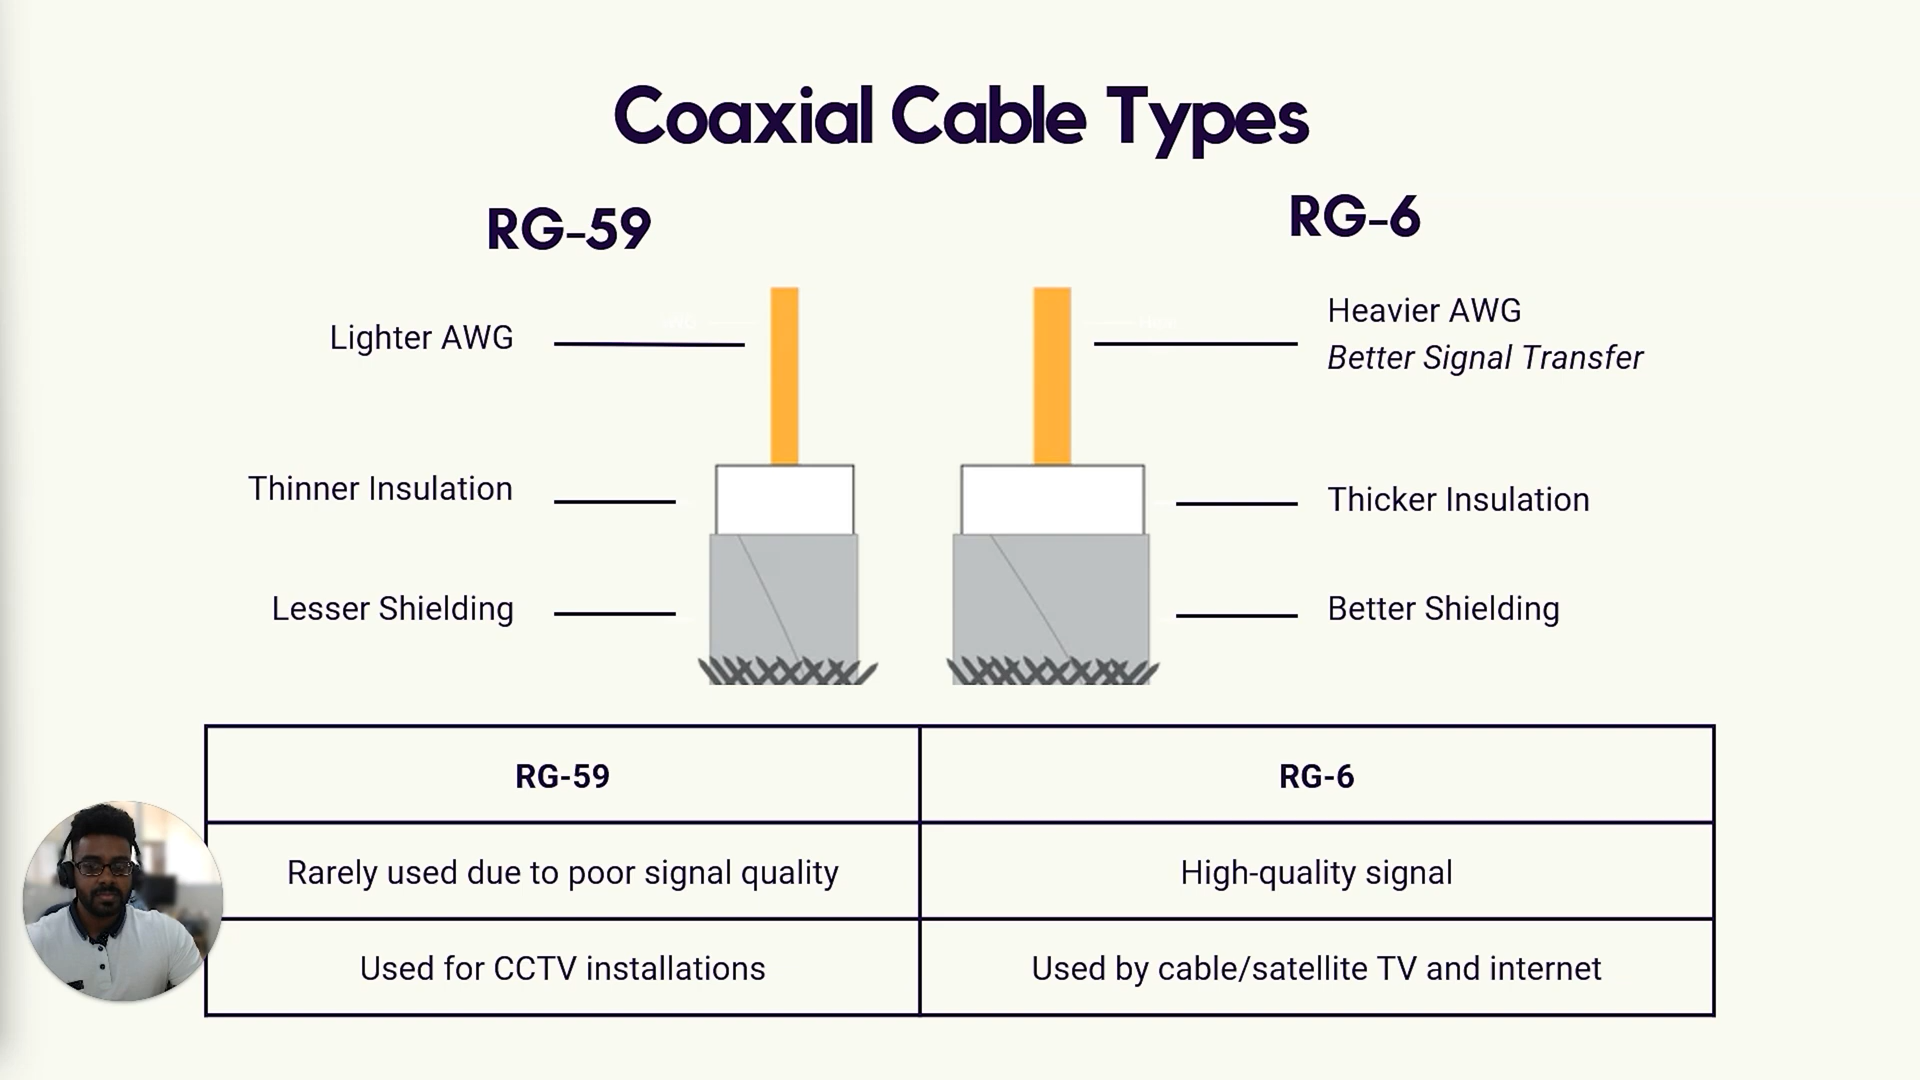 Coaxial Cable Types
RG-59
RG-6
Lighter AWG
Heavier AWG
Better Signal Transfer
Thinner Insulation
Thicker Insulation
Lesser Shielding
Better Shielding
RG-59
RG-6
Rarely used due to poor signal quality
High-quality signal
Used for CCTV installations
Used by cable/satellite TV and internet